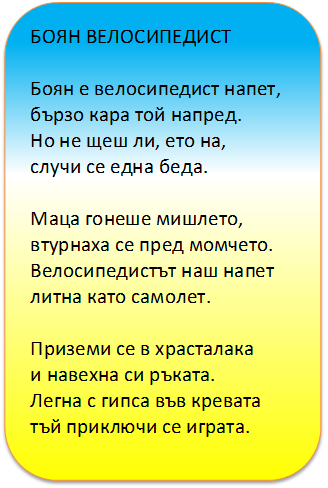 БОЯН ВЕЛОСИПЕДИСТ
Боян е велосипедист напет,
бързо кара той напред.
Но не щеш ли, ето на,
случи се една беда.
Маца гонеше мишлето,
втурнаха се пред момчето.
Велосипедистът наш напет
литна като самолет.
Приземи се в храсталака
и навехна си ръката.
Легна с гипса във кревата
тъй приключи се играта.